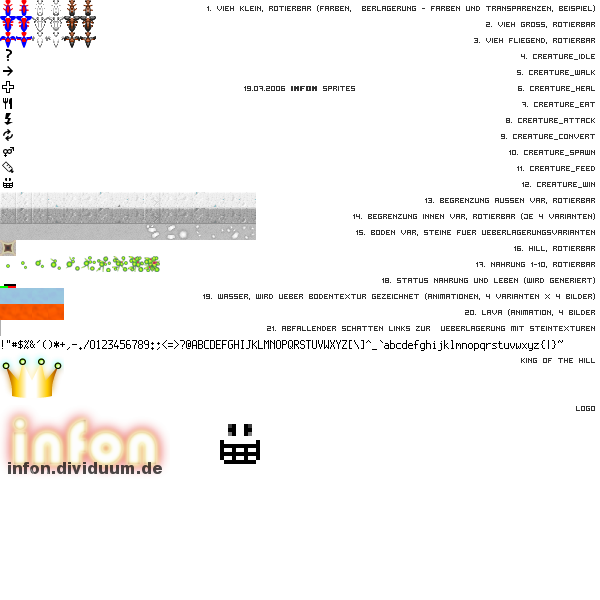 1. VIEH KLEIN, ROTIERBAR (FARBEN,  BERLAGERUNG - FARBEN UND TRANSPARENZEN, BEISPIEL)
2. VIEH GROSS, ROTIERBAR
3. VIEH FLIEGEND, ROTIERBAR
?
4. CREATURE_IDLE
5. CREATURE_WALK
19.07.2006 INFON SPRITES
6. CREATURE_HEAL
7. CREATURE_EAT
8. CREATURE_ATTACK
9. CREATURE_CONVERT
10. CREATURE_SPAWN
11. CREATURE_FEED
12. CREATURE_WIN
13. BEGRENZUNG AUSSEN VAR, ROTIERBAR
14. BEGRENZUNG INNEN VAR, ROTIERBAR (JE 4 VARIANTEN)
15. BODEN VAR, STEINE FUER UEBERLAGERUNGSVARIANTEN
16. HILL, ROTIERBAR
17. NAHRUNG 1-10, ROTIERBAR
18. STATUS NAHRUNG UND LEBEN (WIRD GENERIERT)
19. WASSER, WIRD UEBER BODENTEXTUR GEZEICHNET (ANIMATIONEN, 4 VARIANTEN X 4 BILDER)
20. LAVA (ANIMATION, 4 BILDER
21. ABFALLENDER SCHATTEN LINKS ZUR  UEBERLAGERUNG MIT STEINTEXTUREN
!"#$%&´()*+,-./0123456789:;<=>?@ABCDEFGHIJKLMNOPQRSTUVWXYZ[\]^_`abcdefghijklmnopqrstuvwxyz{|}~
KING OF THE HILL
LOGO
infon
infon.dividuum.de